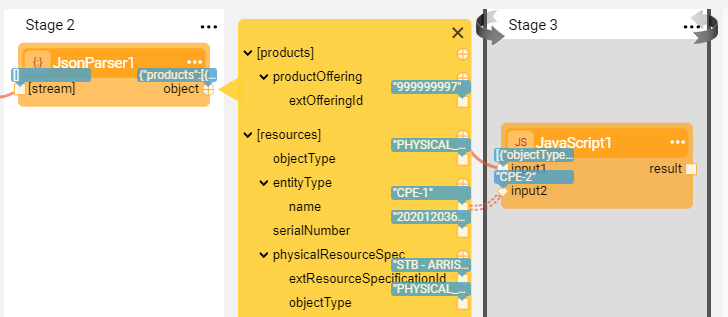 Stage 2
JsonParser1
{:}
[]
{"products":[{...
[stream]
object
[products]
productOffering
"999999997"
extOfferingId
[resources]
"PHYSICAL_...
objectType
entityType
"CPE-1"
name
"202012036...
serialNumber
physicalResourceSpec
"STB - ARRIS...
extResourceSpecificationId
"PHYSICAL_...
objectType
Stage 3
JS
JavaScript1
[{"objectType...
input1
result
"CPE-2"
input2